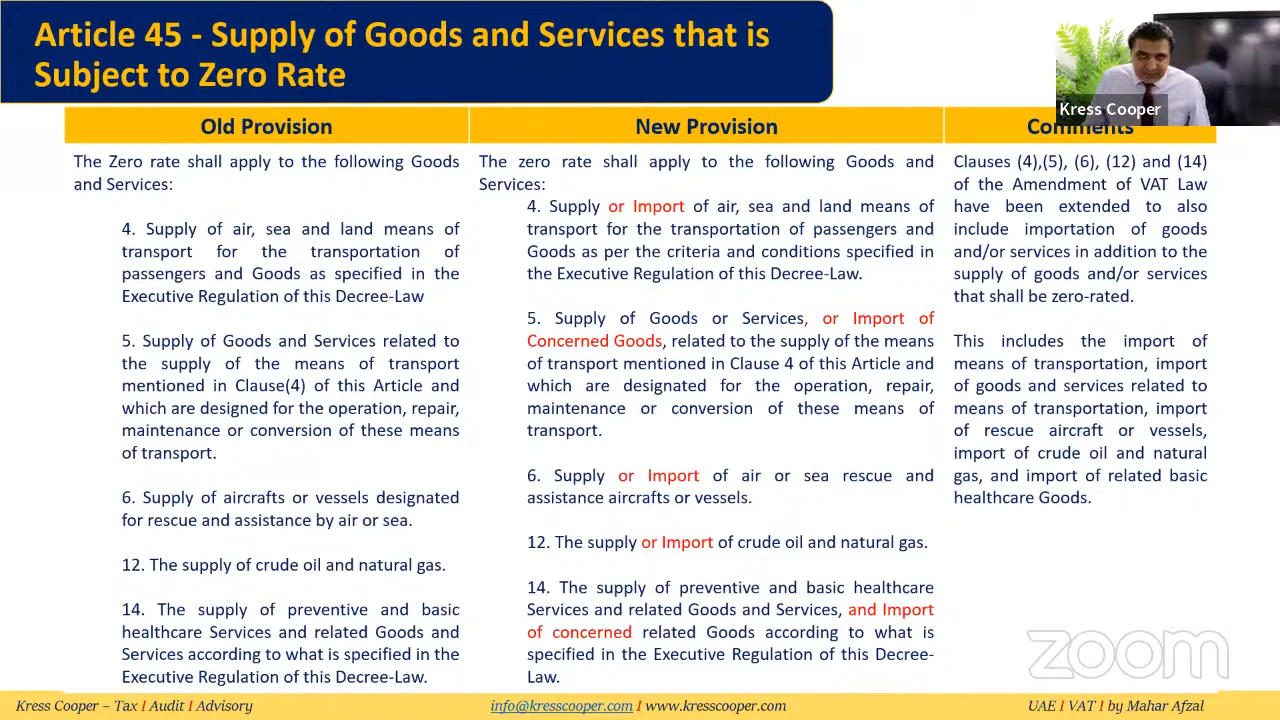 Article 45 - Supply of Goods and Services that is
Subject to Zero Rate
Kress Cooper
Old Provision
New Provision
Comments
The Zero rate shall apply to the following Goods
and Services:
4. Supply of air, sea and land means of
transport for the transportation of
passengers and Goods as specified in the
Executive Regulation of this Decree-Law
5. Supply of Goods and Services related to
the supply of the means of transport
mentioned in Clause(4) of this Article and
which are designed for the operation, repair,
maintenance or conversion of these means
of transport.
6. Supply of aircrafts or vessels designated
for rescue and assistance by air or sea.
12. The supply of crude oil and natural gas.
14. The supply of preventive and basic
healthcare Services and related Goods and
Services according to what is specified in the
Executive Regulation of this Decree-Law.
The zero rate shall apply to the following Goods and
Services:
4. Supply or Import of air, sea and land means of
transport for the transportation of passengers and
Goods as per the criteria and conditions specified in
the Executive Regulation of this Decree-Law.
5. Supply of Goods or Services, or Import of
Concerned Goods, related to the supply of the means
of transport mentioned in Clause 4 of this Article and
which are designated for the operation, repair,
maintenance or conversion of these means of
transport.
6. Supply or Import of air or sea rescue and
assistance aircrafts or vessels.
12. The supply or Import of crude oil and natural gas.
14. The supply of preventive and basic healthcare
Services and related Goods and Services, and Import
of concerned related Goods according to what is
specified in the Executive Regulation of this Decree-
Law.
Clauses (4),(5), (6), (12) and (14)
of the Amendment of VAT Law
have been extended to also
include importation of goods
and/or services in addition to the
supply of goods and/or services
that shall be zero-rated.
This includes the import of
means of transportation, import
of goods and services related to
means of transportation, import
of rescue aircraft or vessels,
import of crude oil and natural
gas, and import of related basic
healthcare Goods.
zoom
Kress Cooper – Tax I Audit I Advisory
info@kresscooper.com I www.kresscooper.com
UAE I VAT I by Mahar Afzal